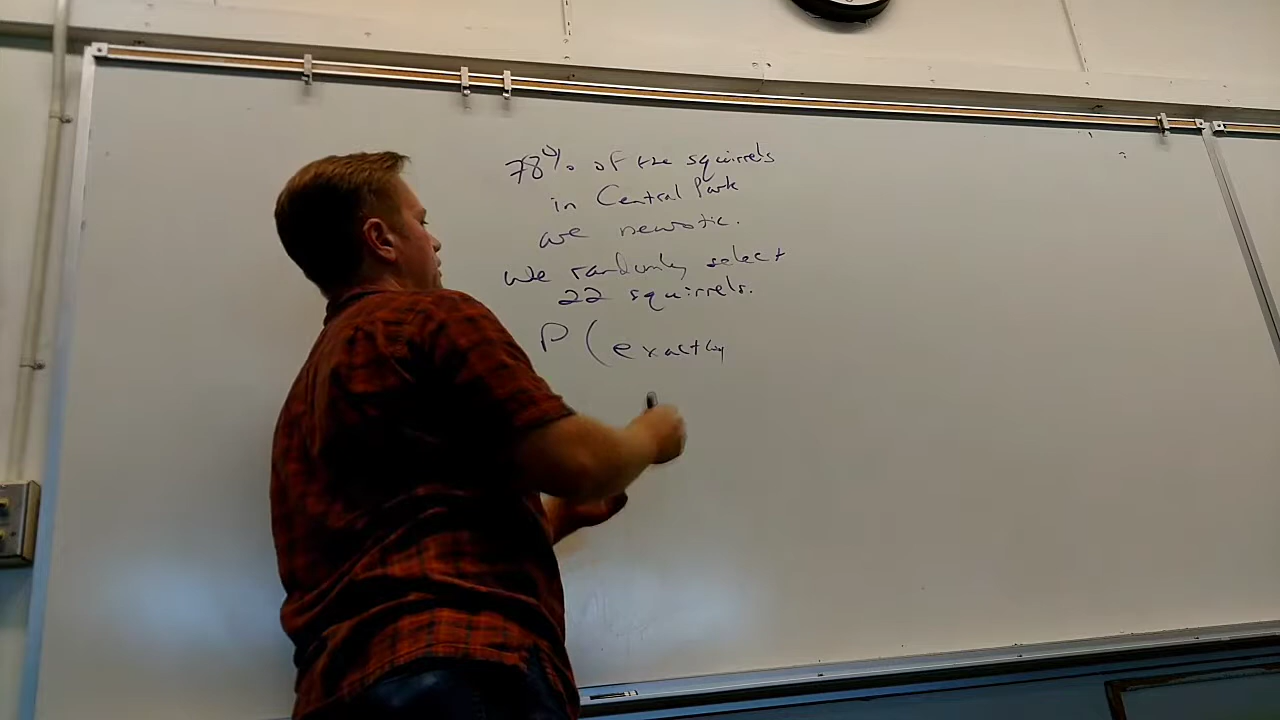 78% of the squirrels
in Central Park
are neurotic.
We randomly select
22 squirrels.
P(exactly